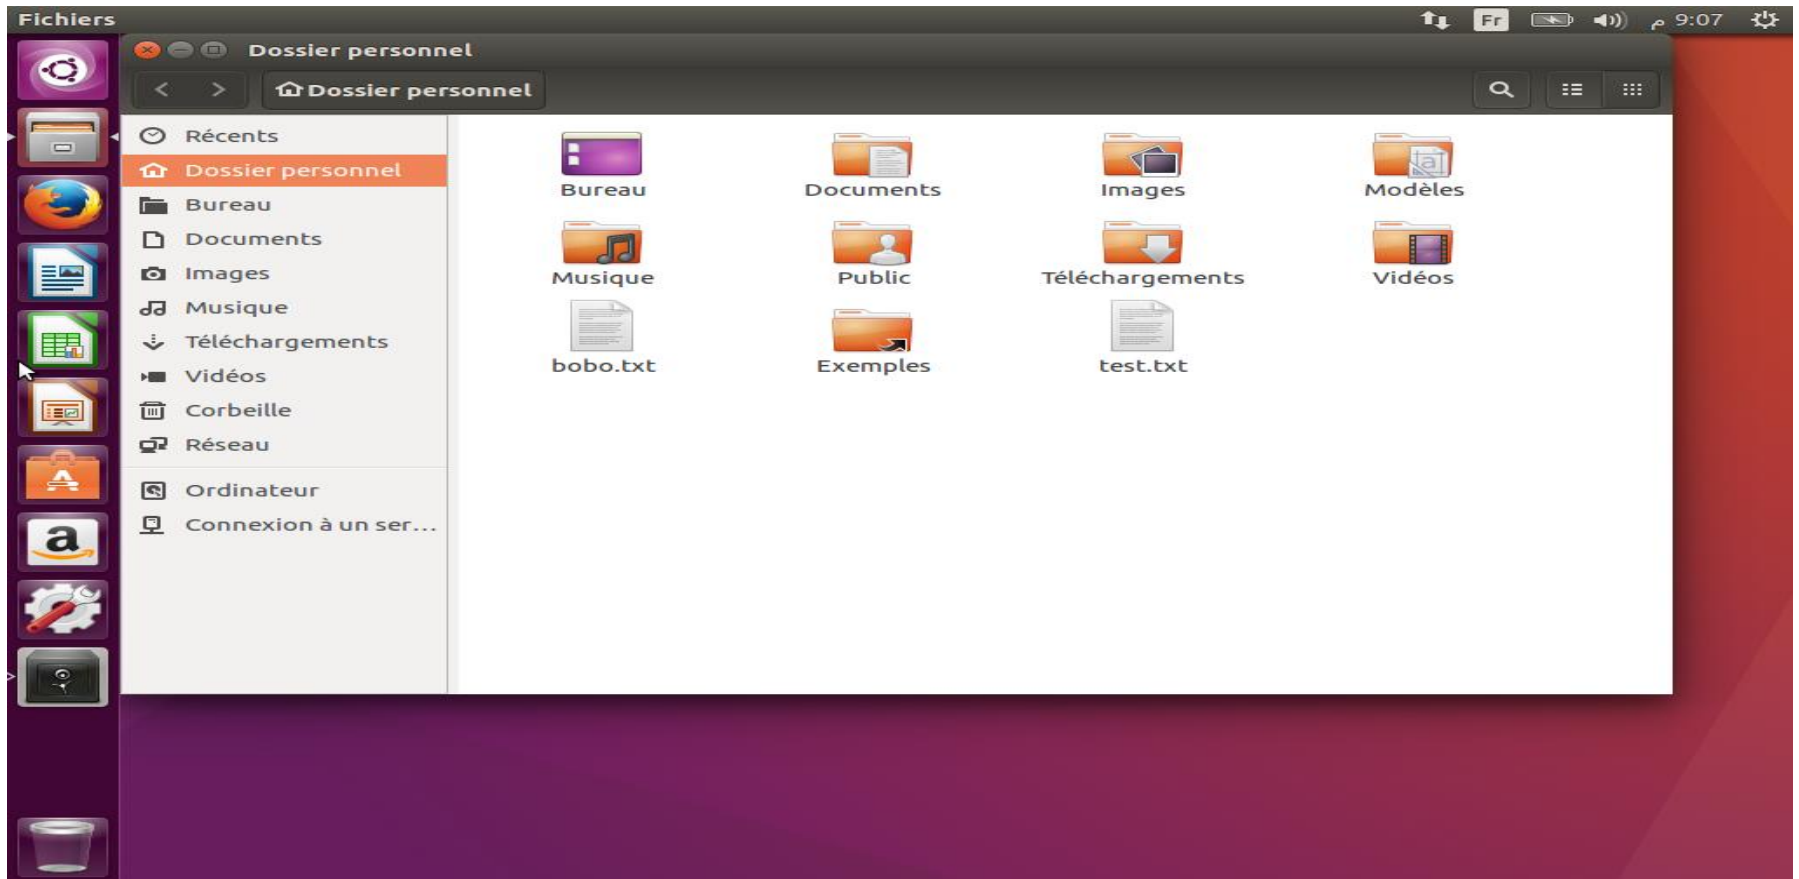 Fichiers
Fr
م 9:07
Dossier personnel
Dossier personnel
Récents
Dossier personnel
Bureau
Documents
Images
Musique
Téléchargements
Vidéos
Corbeille
Réseau
Ordinateur
Connexion à un ser...
Bureau
Documents
Images
Modèles
Musique
Public
Téléchargements
Vidéos
bobo.txt
Exemples
test.txt
a